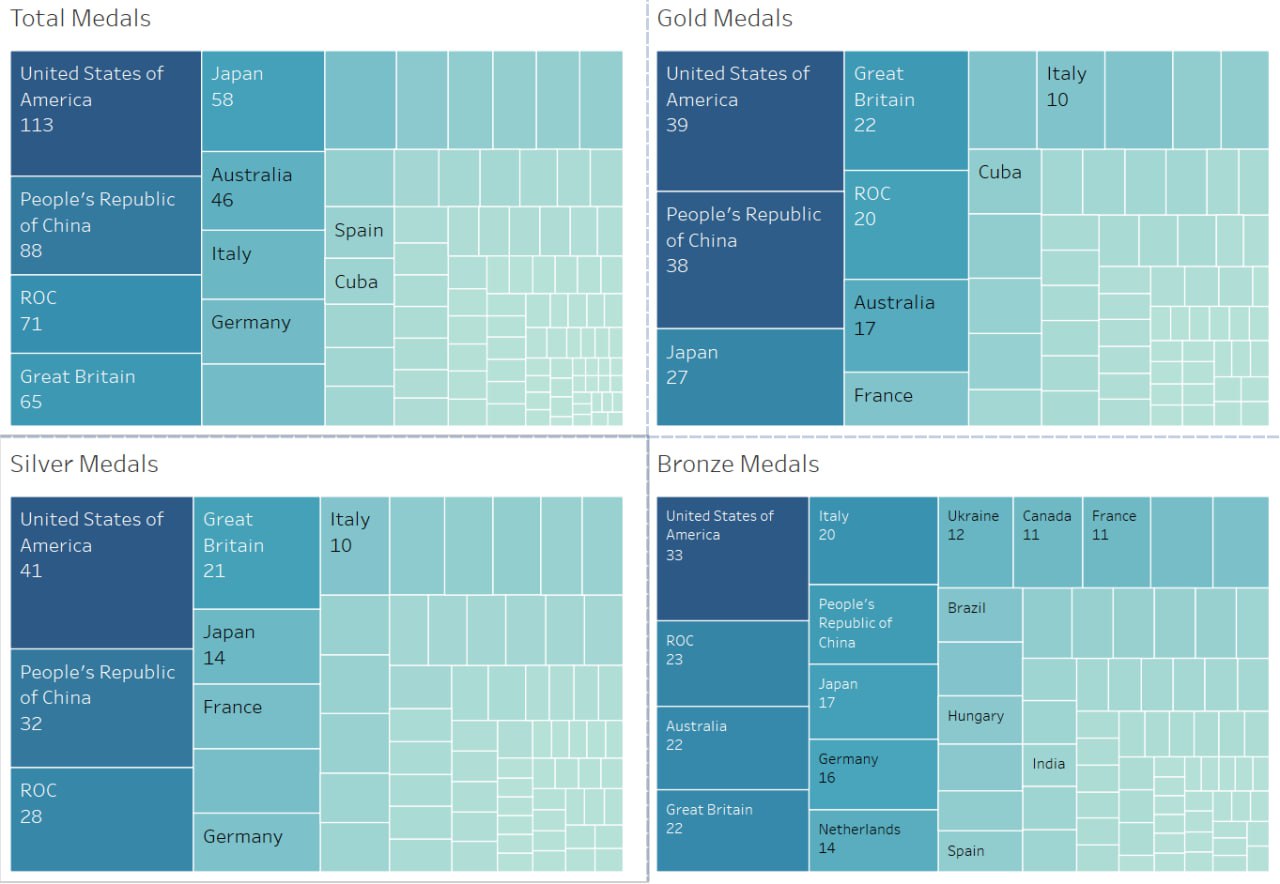 Total Medals
United States of
America
113
People's Republic
of China
88
ROC
71
Great Britain
65
Japan
58
Australia
46
Italy
Germany
Spain
Cuba
Gold Medals
United States of
America
39
People's Republic
of China
38
Japan
27
Great
Britain
22
ROC
20
Australia
17
France
Italy
10
Cuba
Silver Medals
United States of
America
41
People's Republic
of China
32
ROC
28
Great
Britain
21
Japan
14
France
Germany
Italy
10
Bronze Medals
United States of
America
33
ROC
23
Australia
22
Great Britain
22
Italy
20
People's
Republic of
China
Japan
17
Germany
16
Netherlands
14
Ukraine
12
Canada
11
France
11
Brazil
Hungary
India
Spain